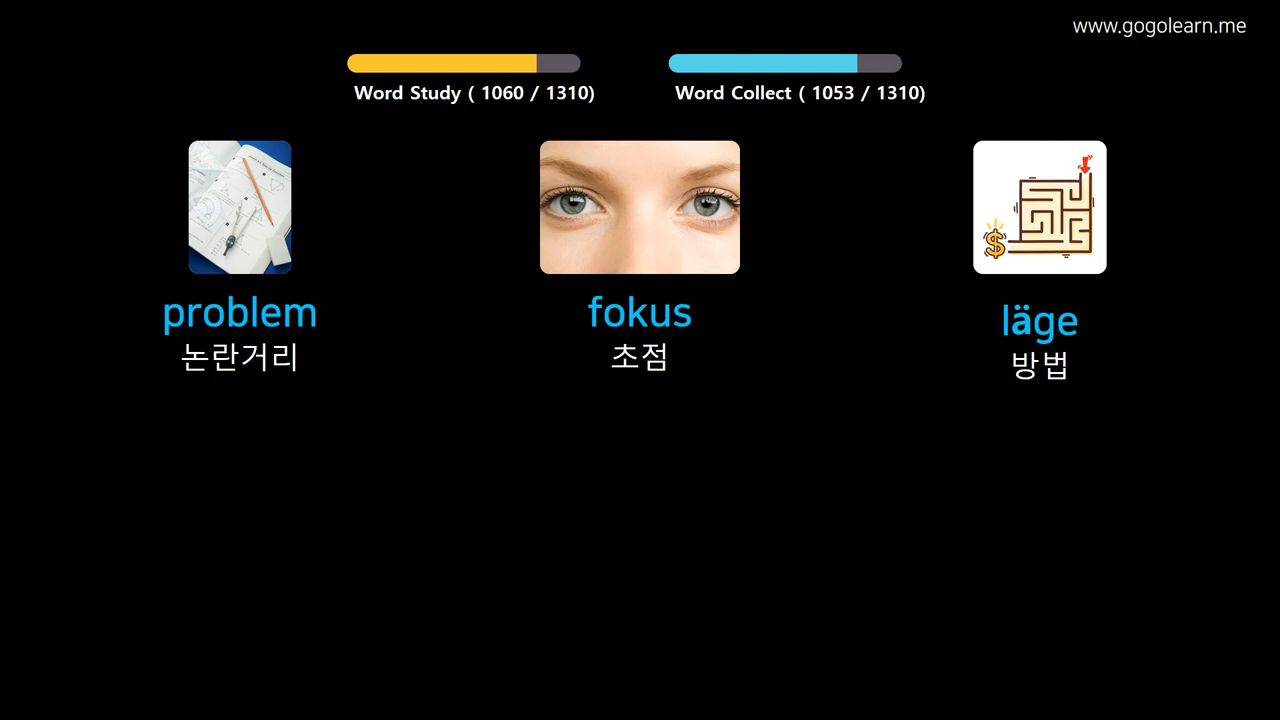 www.gogolearn.me
Word Study ( 1060 / 1310)
Word Collect ( 1053 / 1310)
problem
논란거리
fokus
초점
läge
방법